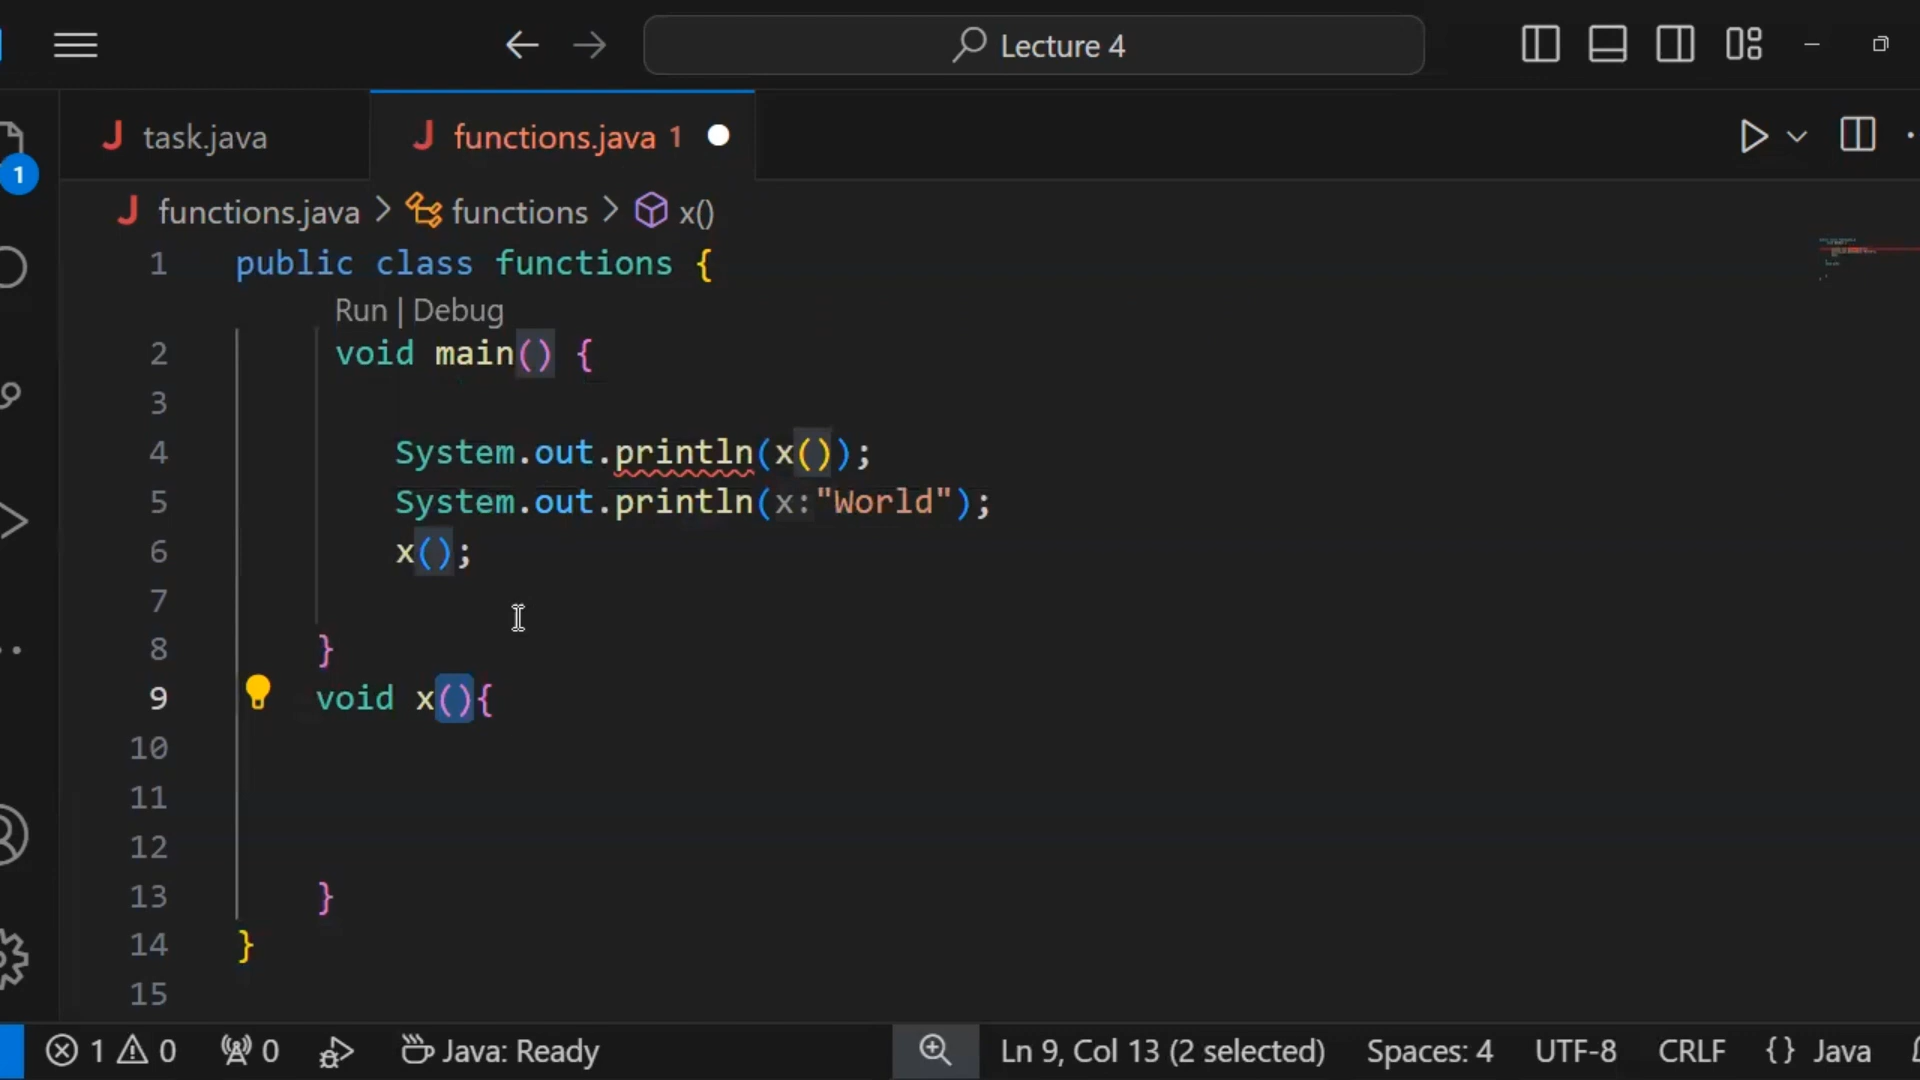 Lecture 4
task.java
functions.java 1
1
functions.java > functions > x()
1 public class functions {
Run | Debug
2 void main() {
3
4 System.out.println(x());
5 System.out.println(x:"World");
6 x();
7
8 }
9 void x(){
10
11
12
13 }
14 }
15
1 0 0 Java: Ready Ln 9, Col 13 (2 selected) Spaces: 4 UTF-8 CRLF {} Java